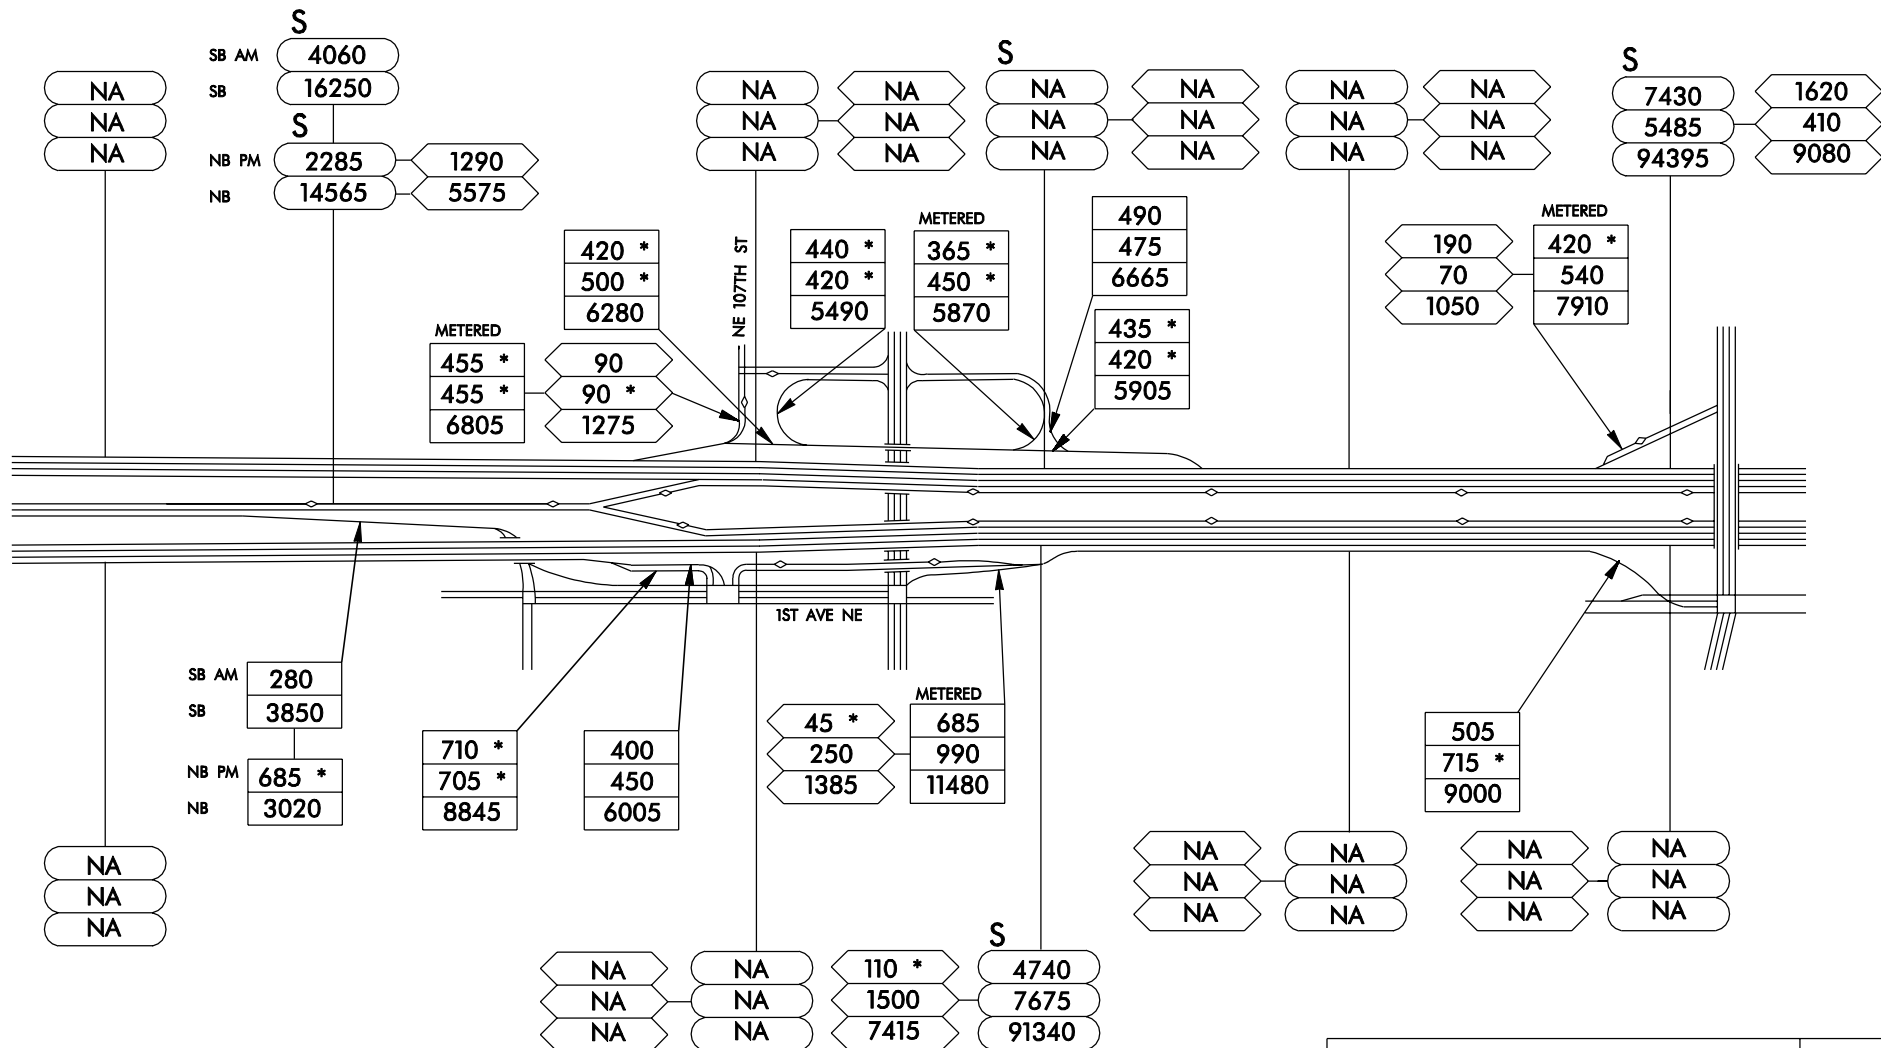 S
SB AM 4060
SB 16250
S
NB PM 2285 1290
NB 14565 5575
NA
NA
NA
NA NA
NA NA
NA NA
S
NA NA
NA NA
NA NA
NA NA
NA NA
NA NA
S
7430 1620
5485 410
94395 9080
420 *
500 *
6280
NE 107TH ST
440 *
420 *
5490
METERED
365 *
450 *
5870
490
475
6665
435 *
420 *
5905
METERED
190 420 *
70 540
1050 7910
METERED
455 * 90
455 * 90 *
6805 1275
1ST AVE NE
SB AM 280
SB 3850
NB PM 685 *
NB 3020
710 *
705 *
8845
400
450
6005
METERED
45 * 685
250 990
1385 11480
505
715 *
9000
NA
NA
NA
NA NA
NA NA
NA NA
S
110 * 4740
1500 7675
7415 91340
NA NA
NA NA
NA NA
NA NA
NA NA
NA NA